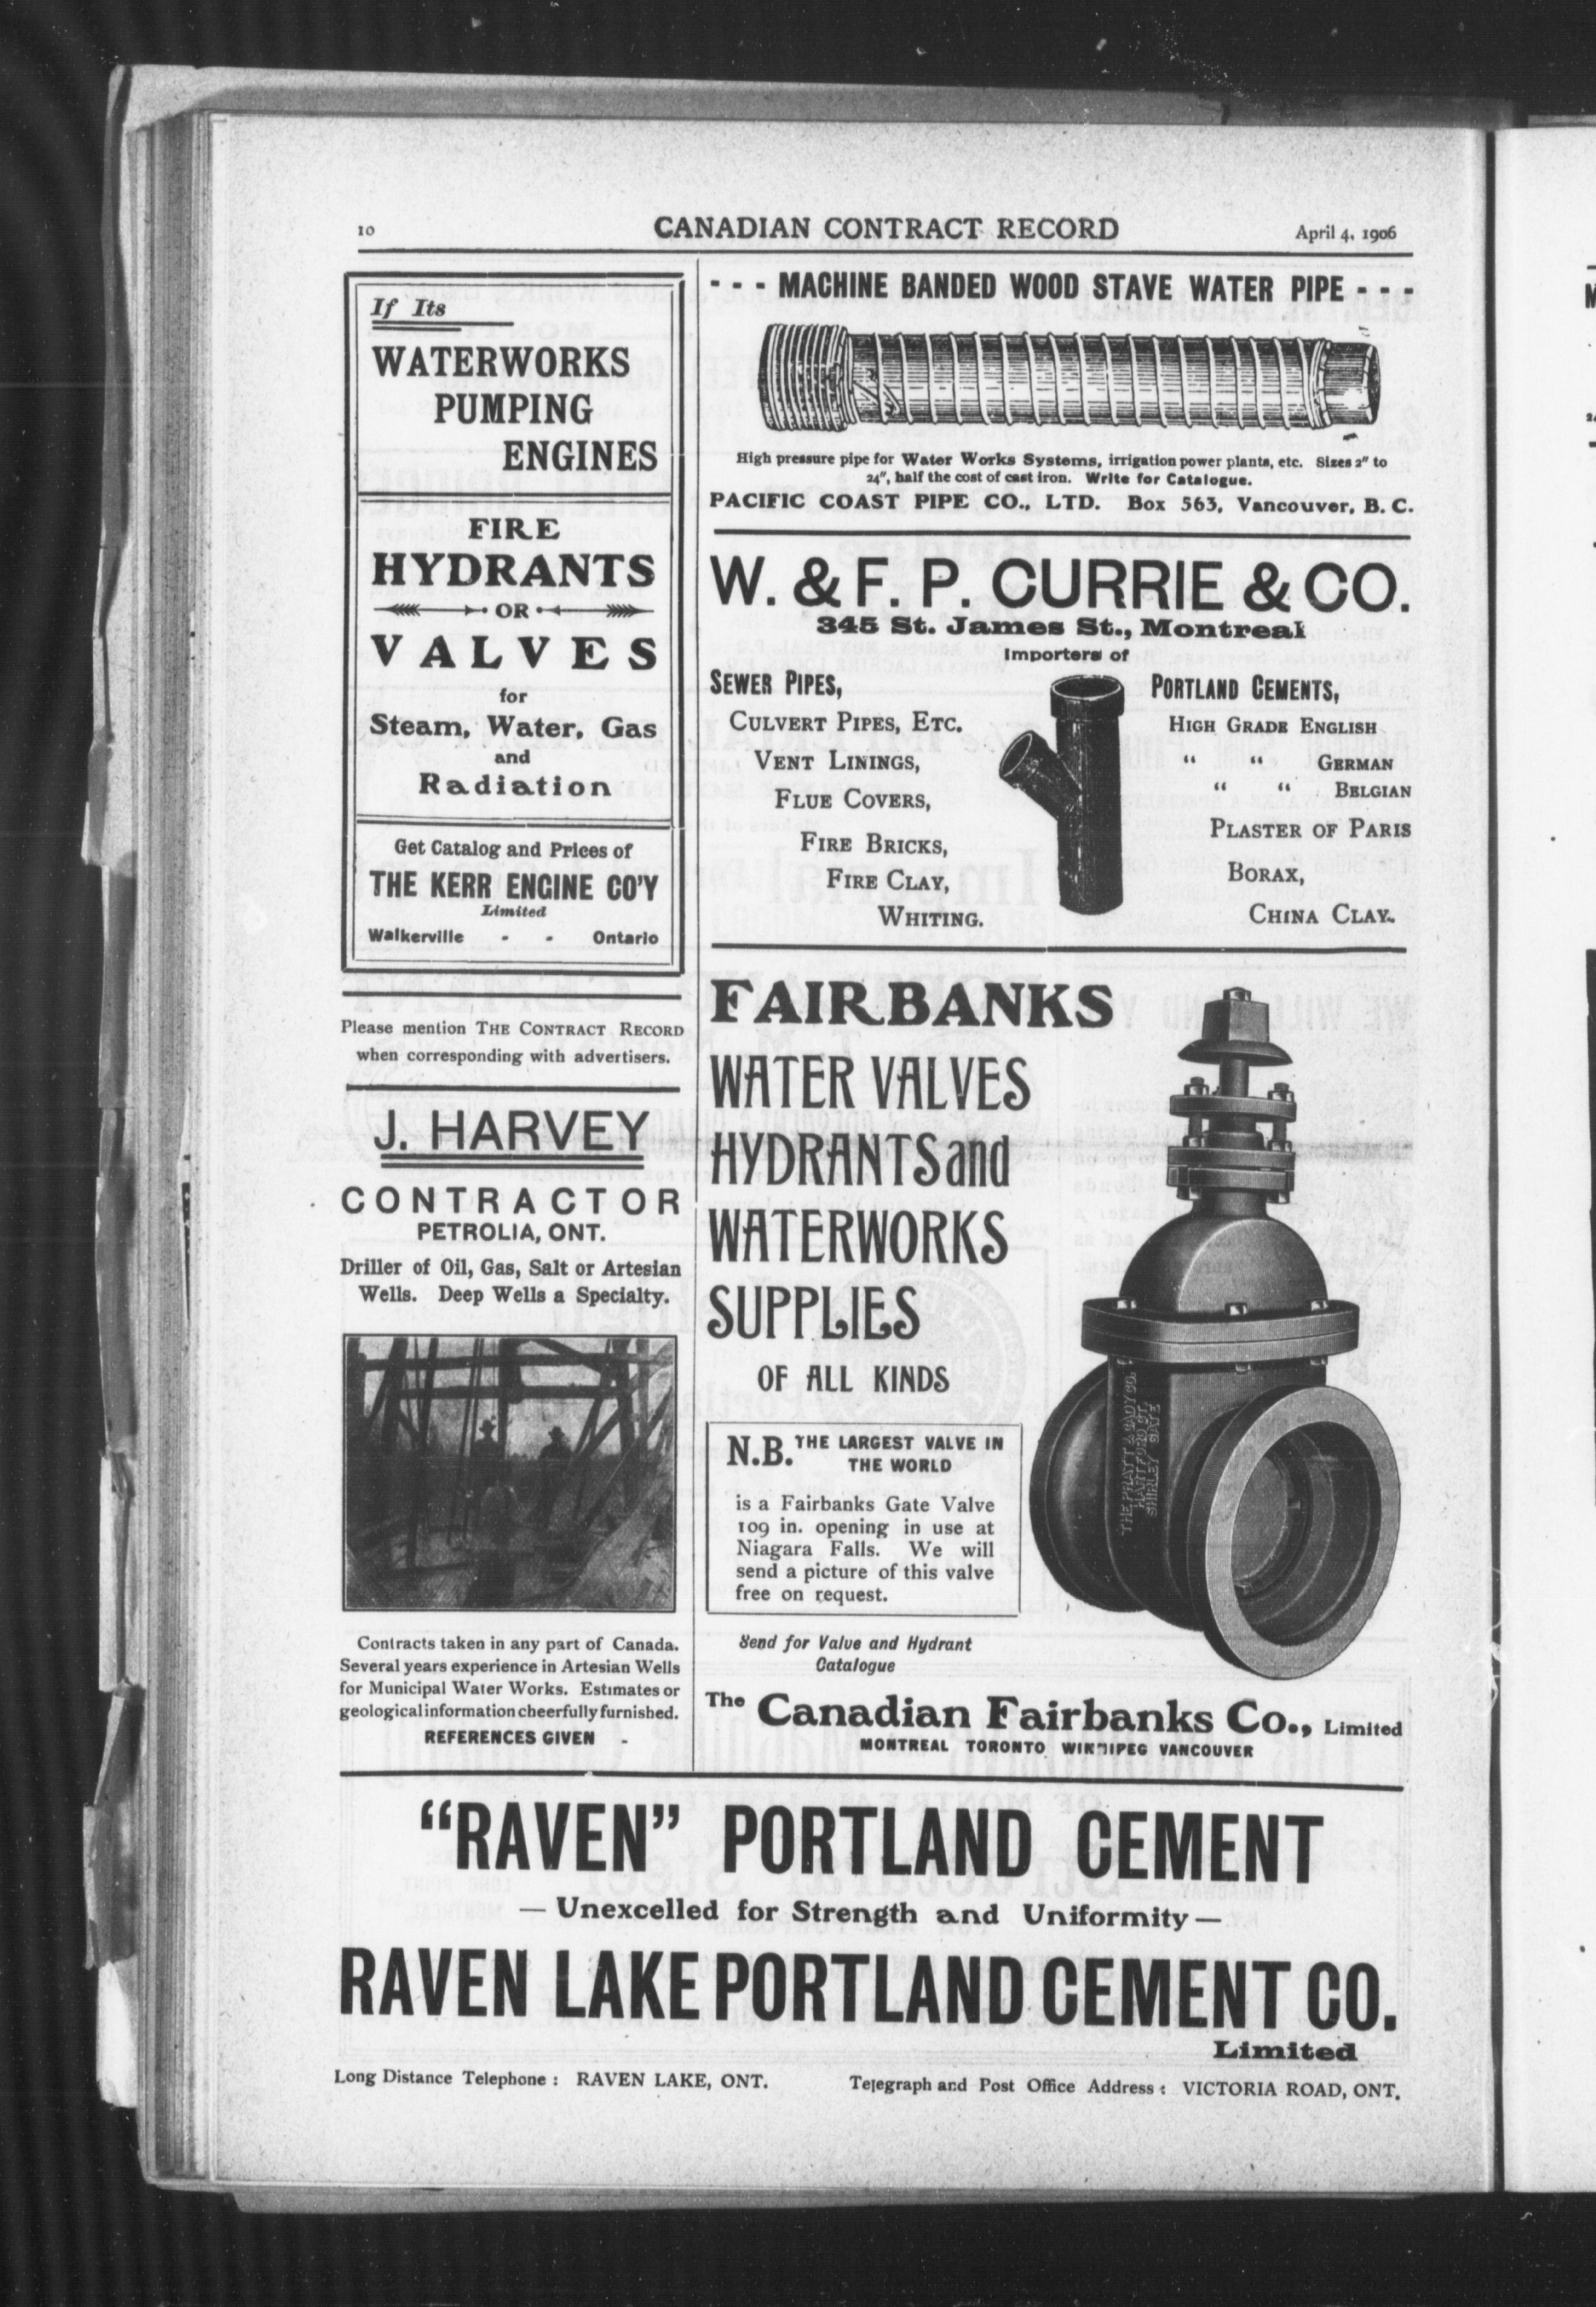 10
CANADIAN CONTRACT RECORD
April 4, 1906
If Its
WATERWORKS
PUMPING
ENGINES
FIRE
HYDRANTS
OR
VALVES
for
Steam, Water, Gas
and
Radiation
Get Catalog and Prices of
THE KERR ENGINE CO'Y
Limited
Walkerville - - Ontario
Please mention THE CONTRACT RECORD
when corresponding with advertisers.
J. HARVEY
CONTRACTOR
PETROLIA, ONT.
Driller of Oil, Gas, Salt or Artesian
Wells. Deep Wells a Specialty.
Contracts taken in any part of Canada.
Several years experience in Artesian Wells
for Municipal Water Works. Estimates or
geological information cheerfully furnished.
REFERENCES GIVEN -
- - - MACHINE BANDED WOOD STAVE WATER PIPE - - -
High pressure pipe for Water Works Systems, irrigation power plants, etc. Sizes 2" to
24", half the cost of cast iron. Write for Catalogue.
PACIFIC COAST PIPE CO., LTD. Box 563, Vancouver, B. C.
W. & F. P. CURRIE & CO.
345 St. James St., Montreal
Importers of
SEWER PIPES,
CULVERT PIPES, ETC.
VENT LININGS,
FLUE COVERS,
FIRE BRICKS,
FIRE CLAY,
WHITING.
PORTLAND CEMENTS,
HIGH GRADE ENGLISH
" " GERMAN
" " BELGIAN
PLASTER OF PARIS
BORAX,
CHINA CLAY.
FAIRBANKS
WATER VALVES
HYDRANTS and
WATERWORKS
SUPPLIES
OF ALL KINDS
N.B. THE LARGEST VALVE IN
THE WORLD
is a Fairbanks Gate Valve
109 in. opening in use at
Niagara Falls. We will
send a picture of this valve
free on request.
THE PRATT & CADY CO.
HARTFORD CT.
Send for Value and Hydrant
Catalogue
The Canadian Fairbanks Co., Limited
MONTREAL TORONTO WINNIPEG VANCOUVER
"RAVEN" PORTLAND CEMENT
— Unexcelled for Strength and Uniformity —
RAVEN LAKE PORTLAND CEMENT CO.
Limited
Long Distance Telephone : RAVEN LAKE, ONT.
Telegraph and Post Office Address : VICTORIA ROAD, ONT.